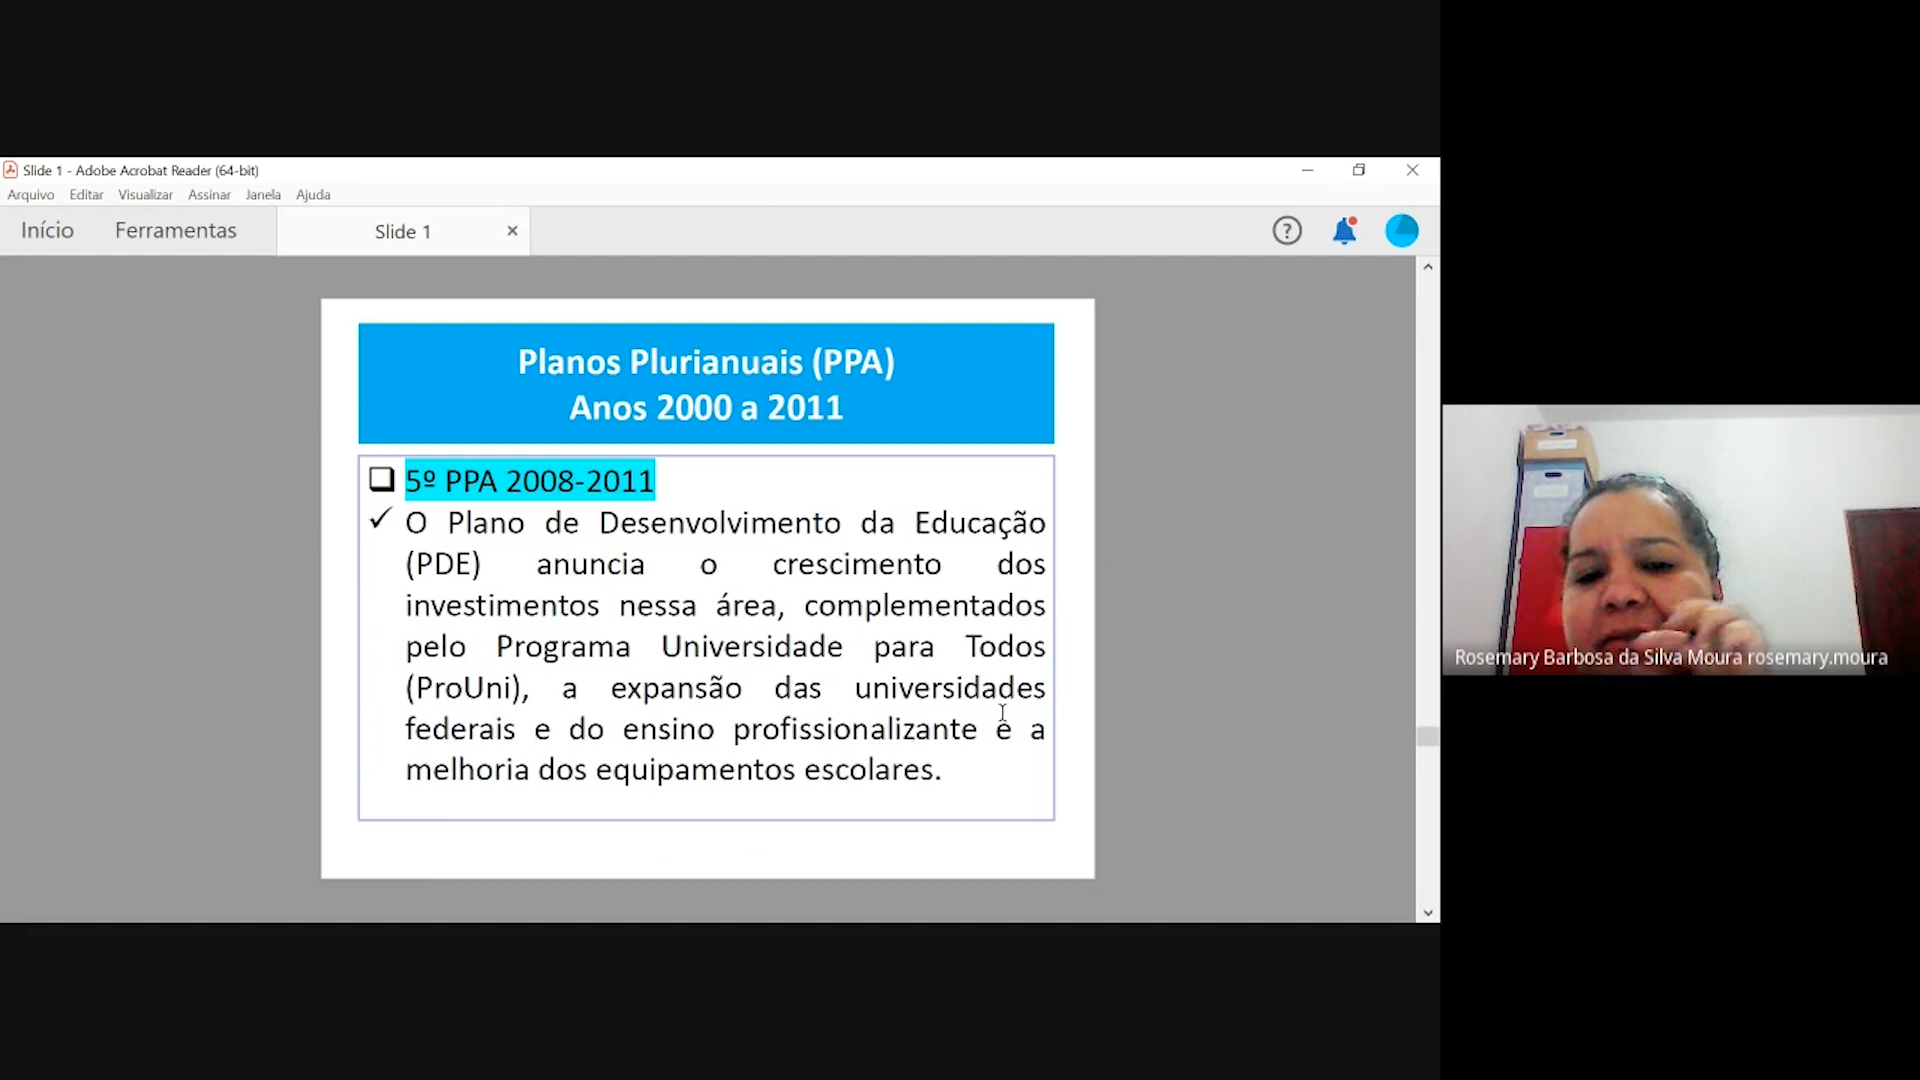 Slide 1 - Adobe Acrobat Reader (64-bit)
Arquivo Editar Visualizar Assinar Janela Ajuda
Início Ferramentas Slide 1
Planos Plurianuais (PPA)
Anos 2000 a 2011
5º PPA 2008-2011
O Plano de Desenvolvimento da Educação
(PDE) anuncia o crescimento dos
investimentos nessa área, complementados
pelo Programa Universidade para Todos
(ProUni), a expansão das universidades
federais e do ensino profissionalizante e a
melhoria dos equipamentos escolares.
Rosemary Barbosa da Silva Moura rosemary.moura